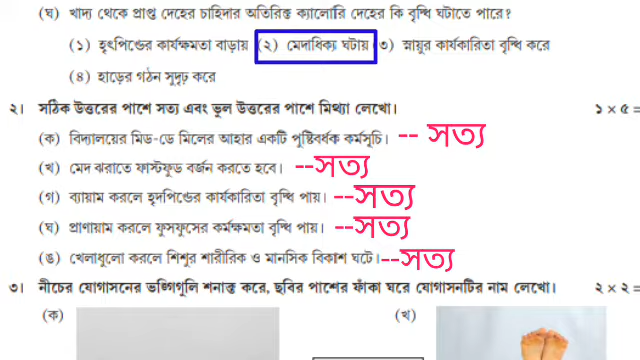 (ঘ) খাদ্য থেকে প্রাপ্ত দেহের চাহিদার অতিরিক্ত ক্যালোরি দেহের কি বৃদ্ধি ঘটাতে পারে?
(১) হৃৎপিণ্ডের কার্যক্ষমতা বাড়ায় (২) মেদাধিক্য ঘটায় (৩) স্নায়ুর কার্যকারিতা বৃদ্ধি করে
(৪) হাড়ের গঠন সুদৃঢ় করে
২। সঠিক উত্তরের পাশে সত্য এবং ভুল উত্তরের পাশে মিথ্যা লেখো। ১ × ৫ =
(ক) বিদ্যালয়ের মিড-ডে মিলের আহার একটি পুষ্টিবর্ধক কর্মসূচি। -- সত্য
(খ) মেদ ঝরাতে ফাস্টফুড বর্জন করতে হবে। --সত্য
(গ) ব্যায়াম করলে হৃদপিণ্ডের কার্যকারিতা বৃদ্ধি পায়। --সত্য
(ঘ) প্রাণায়াম করলে ফুসফুসের কর্মক্ষমতা বৃদ্ধি পায়। --সত্য
(ঙ) খেলাধুলো করলে শিশুর শারীরিক ও মানসিক বিকাশ ঘটে।--সত্য
৩। নীচের যোগাসনের ভঙ্গিগুলি শনাক্ত করে, ছবির পাশের ফাঁকা ঘরে যোগাসনটির নাম লেখো। ২ × ২ =
(ক) (খ)